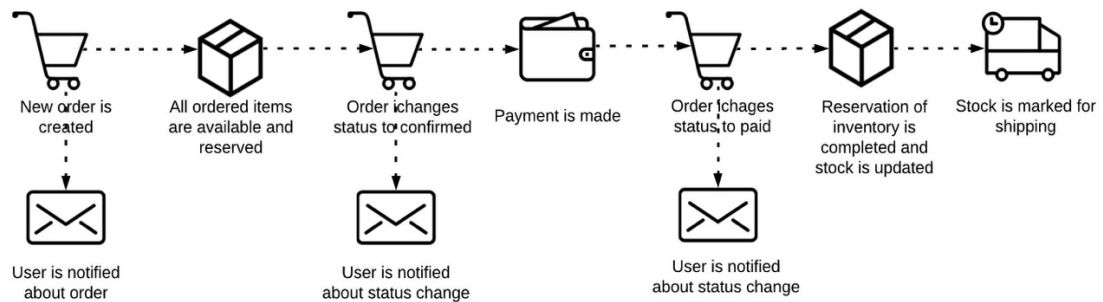 New order is
created
All ordered items
are available and
reserved
Order changes
status to confirmed
Payment is made
Order chages
status to paid
Reservation of
inventory is
completed and
stock is updated
Stock is marked for
shipping
User is notified
about order
User is notified
about status change
User is notified
about status change